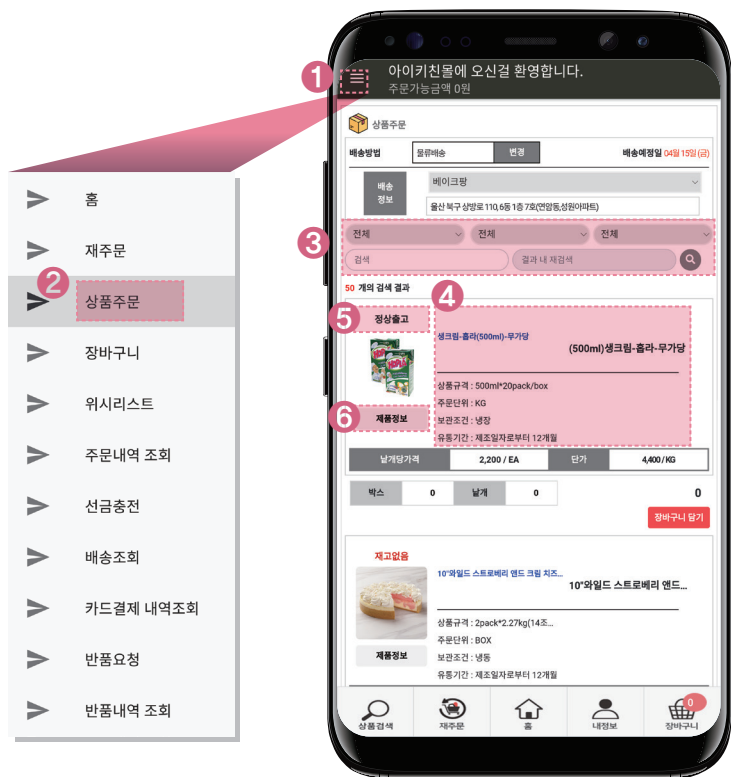 1
아이키친몰에 오신걸 환영합니다.
주문가능금액 0원
홈
재주문
2
상품주문
장바구니
위시리스트
주문내역 조회
선금충전
배송조회
카드결제 내역조회
반품요청
반품내역 조회
상품주문
배송방법 물류배송 변경 배송예정일 04월 15일(금)
배송
정보
베이크팡
울산 북구 상방로 110, 6동 1층 7호(연암동,성원아파트)
3
전체 전체 전체
검색 결과 내 재검색
50 개의 검색 결과
4
5
정상출고
생크림-홉라(500ml)-무가당
(500ml)생크림-홉라-무가당
HOPLA
상품규격 : 500ml*20pack/box
주문단위 : KG
6
제품정보
보관조건 : 냉장
유통기간 : 제조일자로부터 12개월
낱개당가격 2,200 / EA 단가 4,400/KG
박스 0 낱개 0 0
장바구니 담기
재고없음
10"와일드 스트로베리 앤드 크림 치즈...
10"와일드 스트로베리 앤드...
상품규격 : 2pack*2.27kg(14조...
주문단위 : BOX
제품정보
보관조건 : 냉동
유통기간 : 제조일자로부터 12개월
0
상품검색 재주문 홈 내정보 장바구니